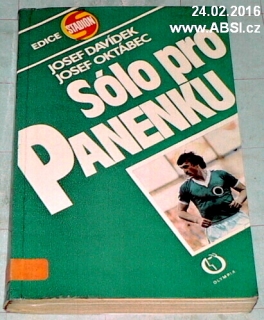 24.02.2016
www.ABSI.cz
EDICE STADION
JOSEF DAVÍDEK
JOSEF OKTÁBEC
Sólo pro
PANENKU
OLYMPIA